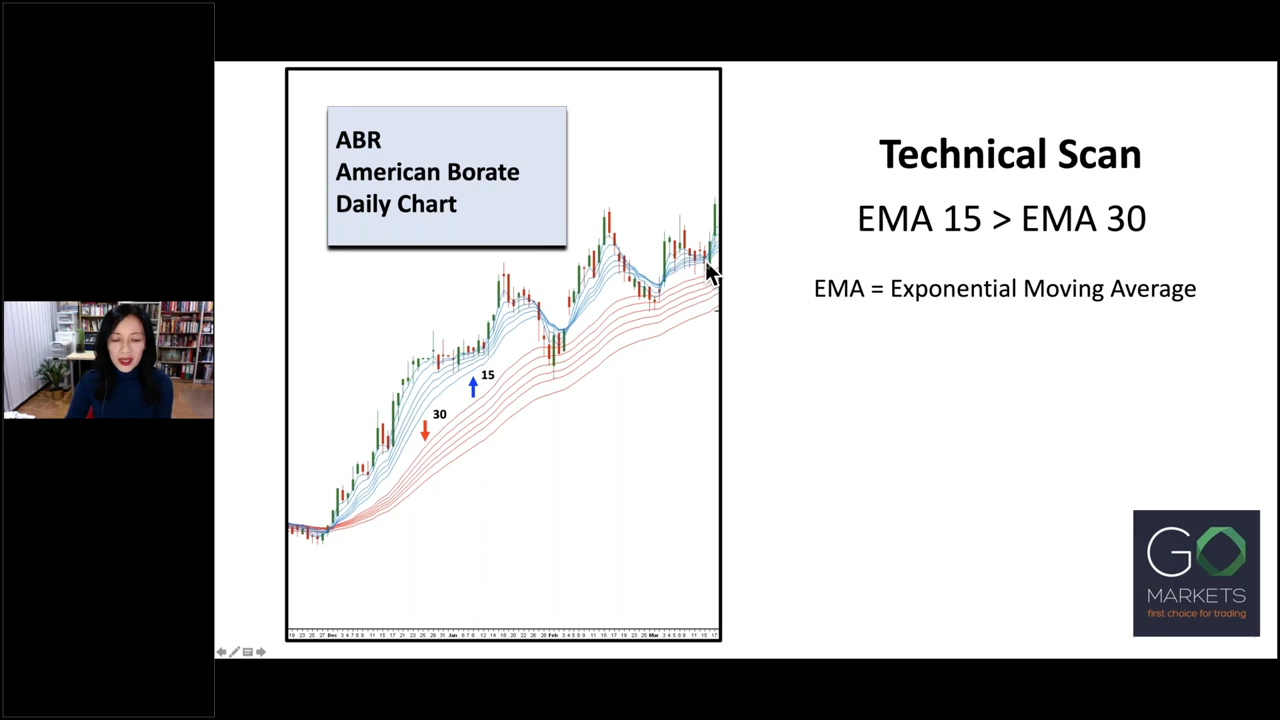 ABR
American Borate
Daily Chart
15
30
Technical Scan
EMA 15 > EMA 30
EMA = Exponential Moving Average
GO
MARKETS
first choice for trading